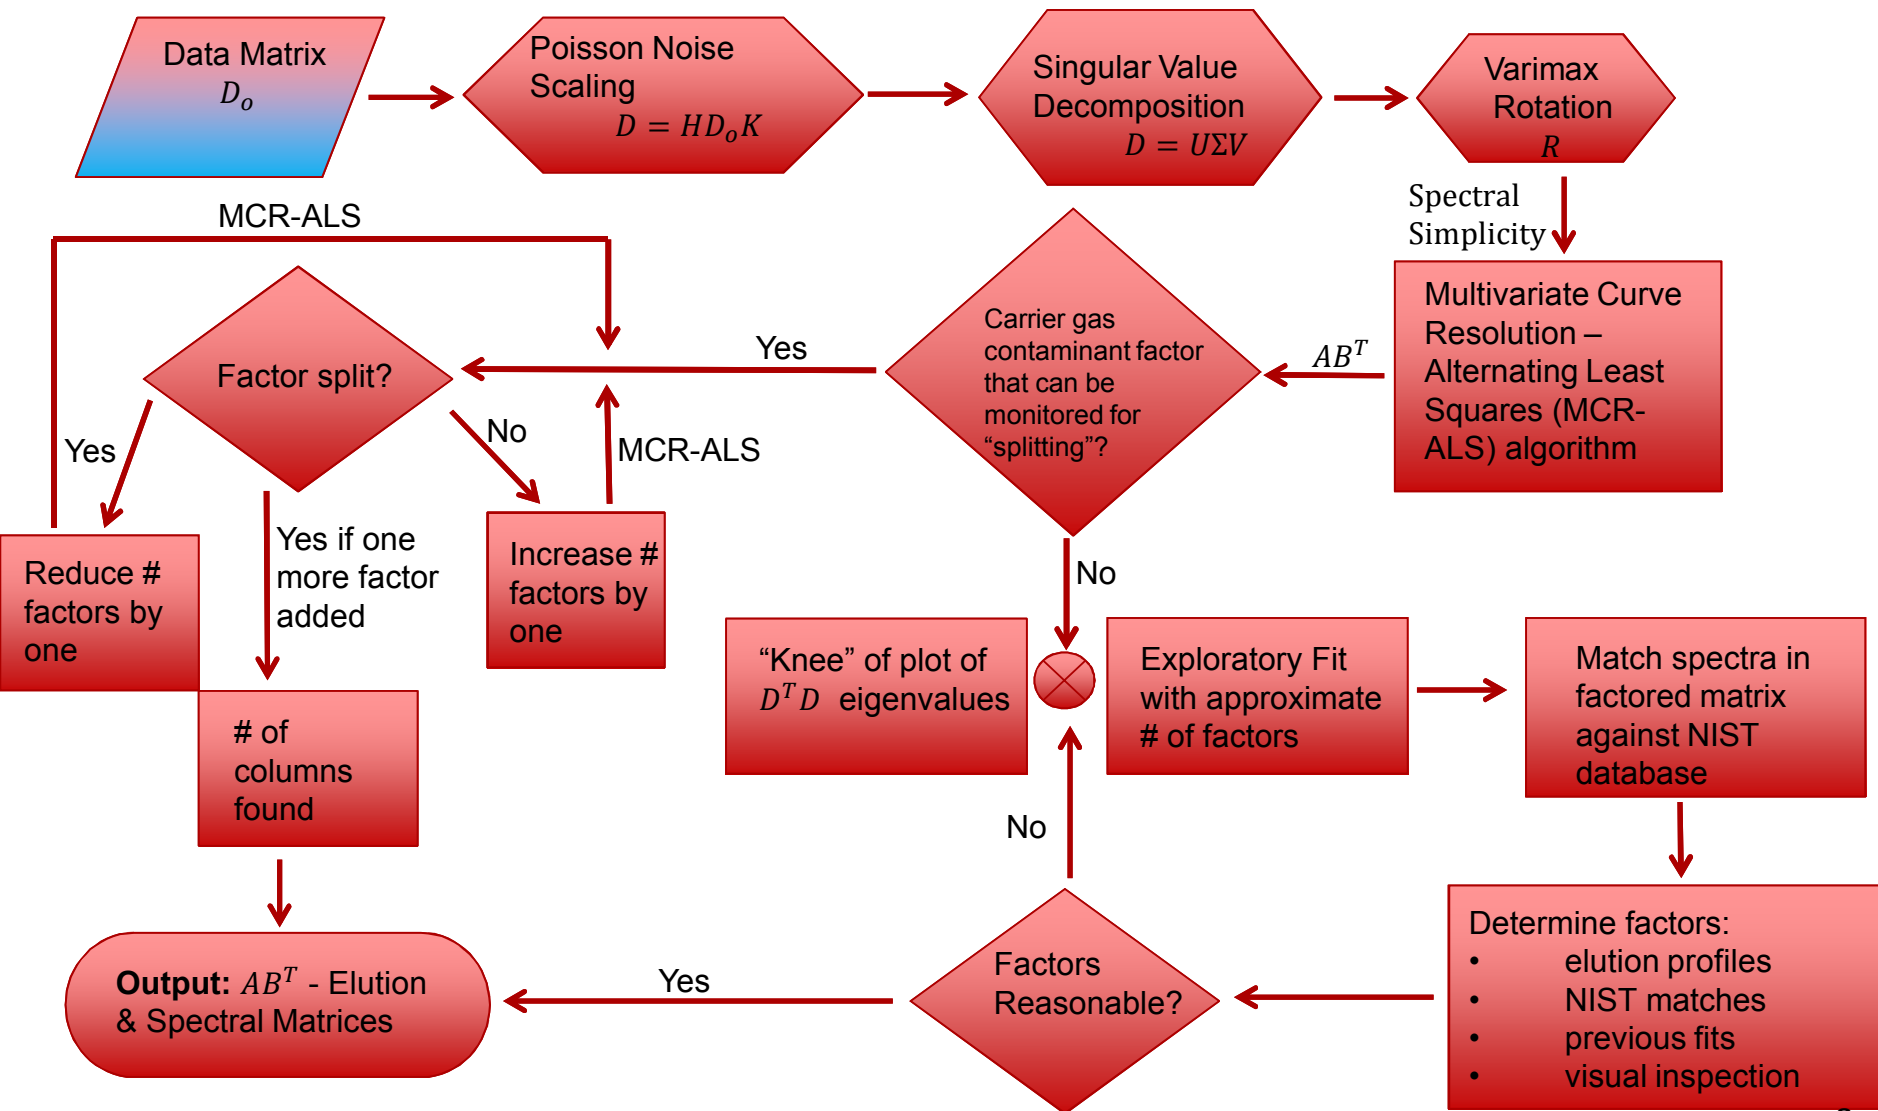 Data Matrix
$D_o$
Poisson Noise
Scaling
$D = HD_oK$
Singular Value
Decomposition
$D = U\Sigma V$
Varimax
Rotation
$R$
Spectral
Simplicity
Multivariate Curve
Resolution –
Alternating Least
Squares (MCR-
ALS) algorithm
$AB^T$
Carrier gas
contaminant factor
that can be
monitored for
“splitting”?
Yes
MCR-ALS
Factor split?
Yes
No
MCR-ALS
Reduce #
factors by
one
Yes if one
more factor
added
Increase #
factors by
one
# of
columns
found
No
“Knee” of plot of
$D^TD$ eigenvalues
Exploratory Fit
with approximate
# of factors
Match spectra in
factored matrix
against NIST
database
Determine factors:
• elution profiles
• NIST matches
• previous fits
• visual inspection
Factors
Reasonable?
No
Yes
Output: $AB^T$ - Elution
& Spectral Matrices